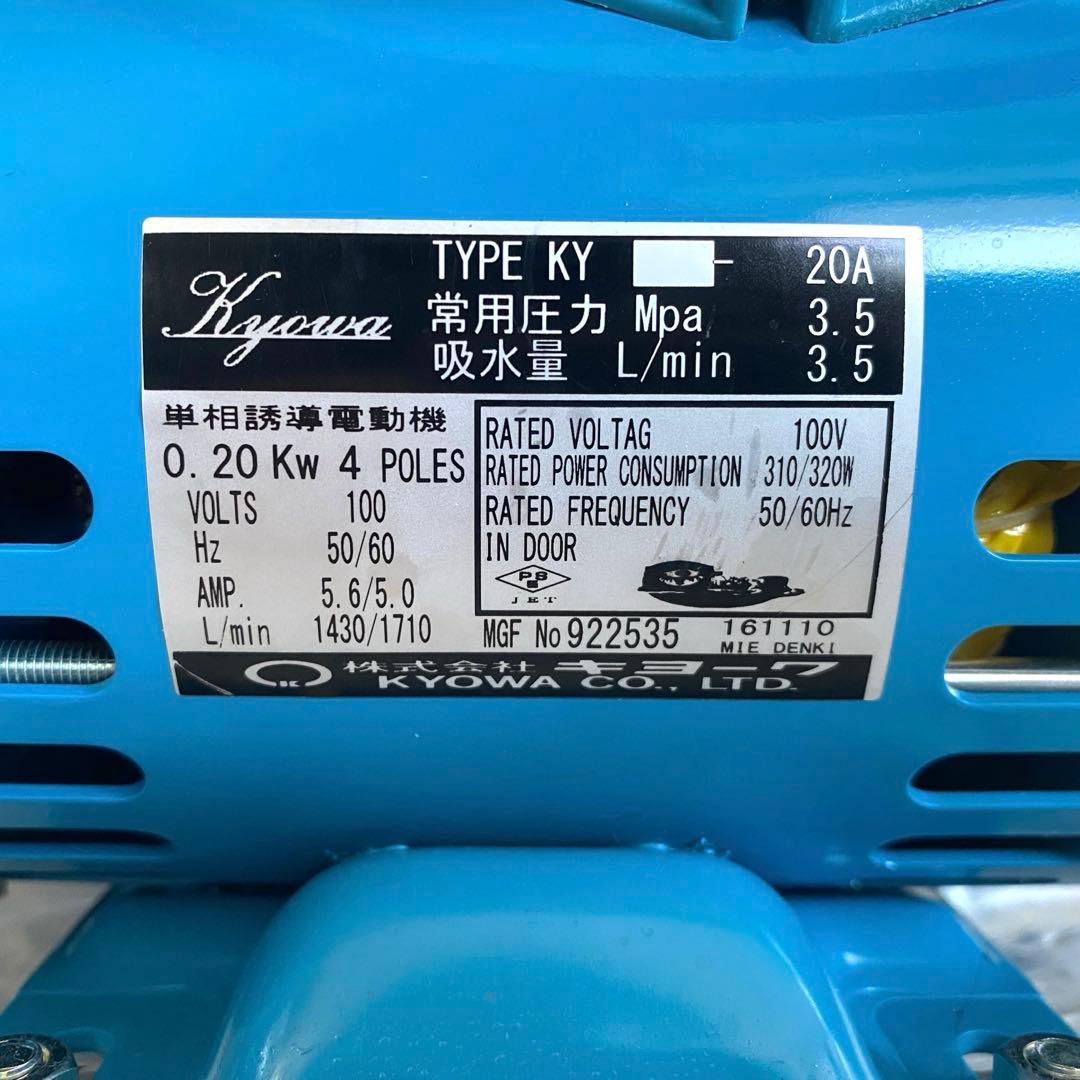 Kyowa
TYPE KY - 20A
常用圧力 Mpa 3.5
吸水量 L/min 3.5
単相誘導電動機
0.20 Kw 4 POLES
VOLTS 100
Hz 50/60
AMP. 5.6/5.0
L/min 1430/1710
RATED VOLTAG 100V
RATED POWER CONSUMPTION 310/320W
RATED FREQUENCY 50/60Hz
IN DOOR
PS
E
JET
MGF No 922535 161110
MIE DENKI
K 株式会社 キョーワ
KYOWA CO., LTD.